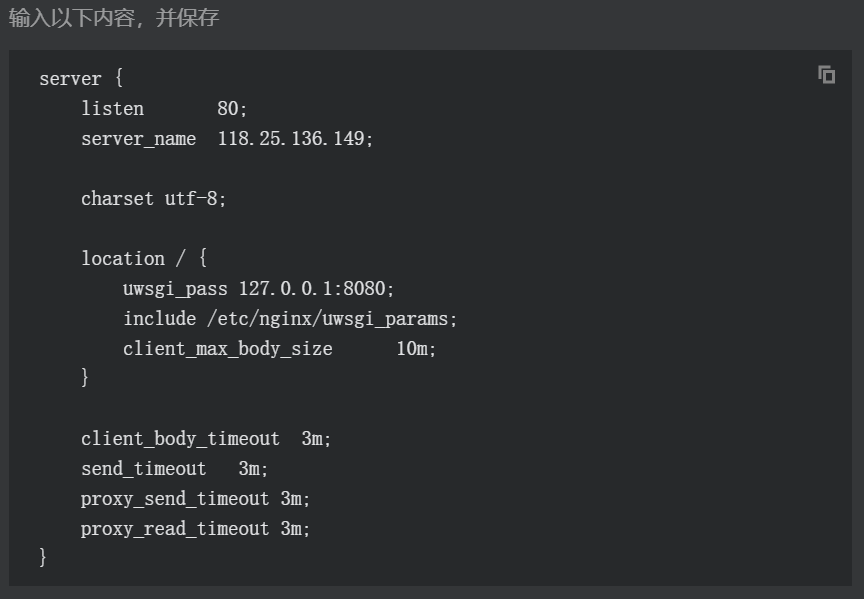 输入以下内容，并保存
server {
    listen       80;
    server_name  118.25.136.149;

    charset utf-8;

    location / {
        uwsgi_pass 127.0.0.1:8080;
        include /etc/nginx/uwsgi_params;
        client_max_body_size      10m;
    }

    client_body_timeout  3m;
    send_timeout   3m;
    proxy_send_timeout 3m;
    proxy_read_timeout 3m;
}